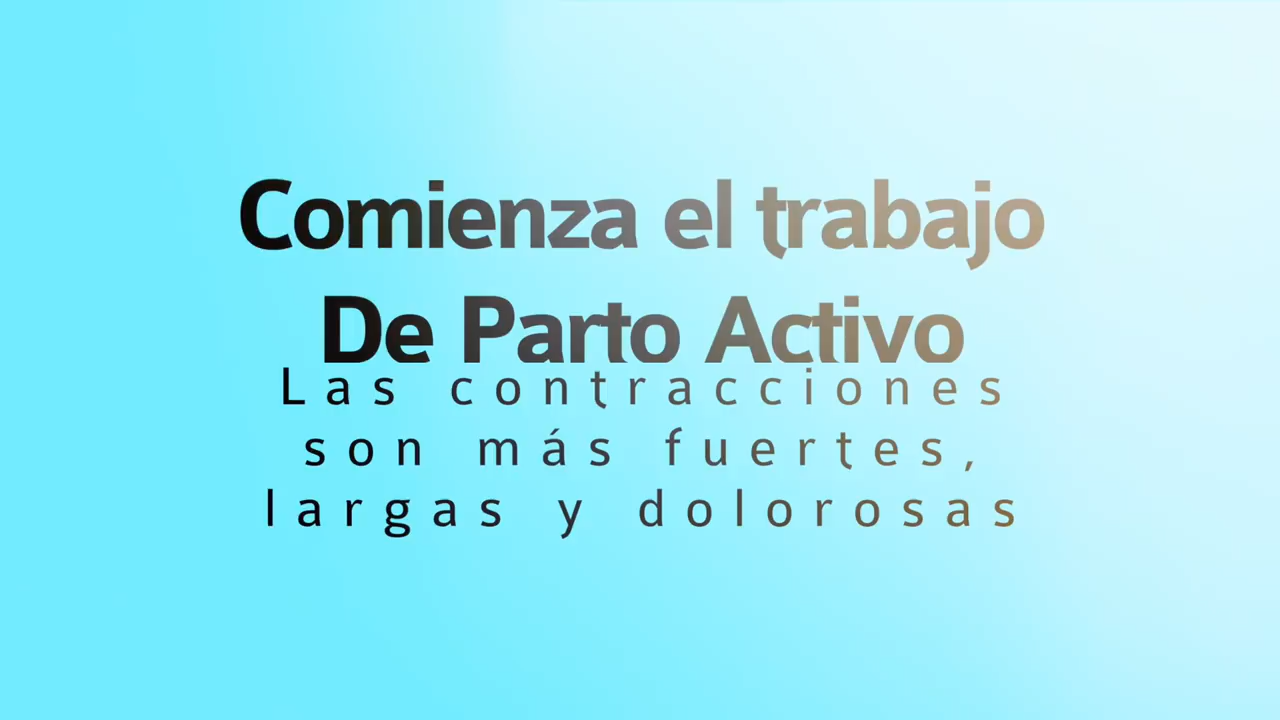 Comienza el trabajo
De Parto Activo
Las contracciones
son más fuertes,
largas y dolorosas